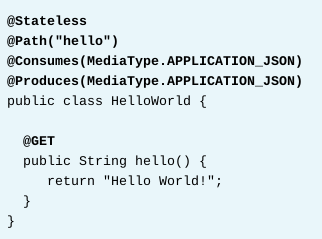 @Stateless
@Path("hello")
@Consumes(MediaType.APPLICATION_JSON)
@Produces(MediaType.APPLICATION_JSON)
public class HelloWorld {
@GET
public String hello() {
return "Hello World!";
}
}